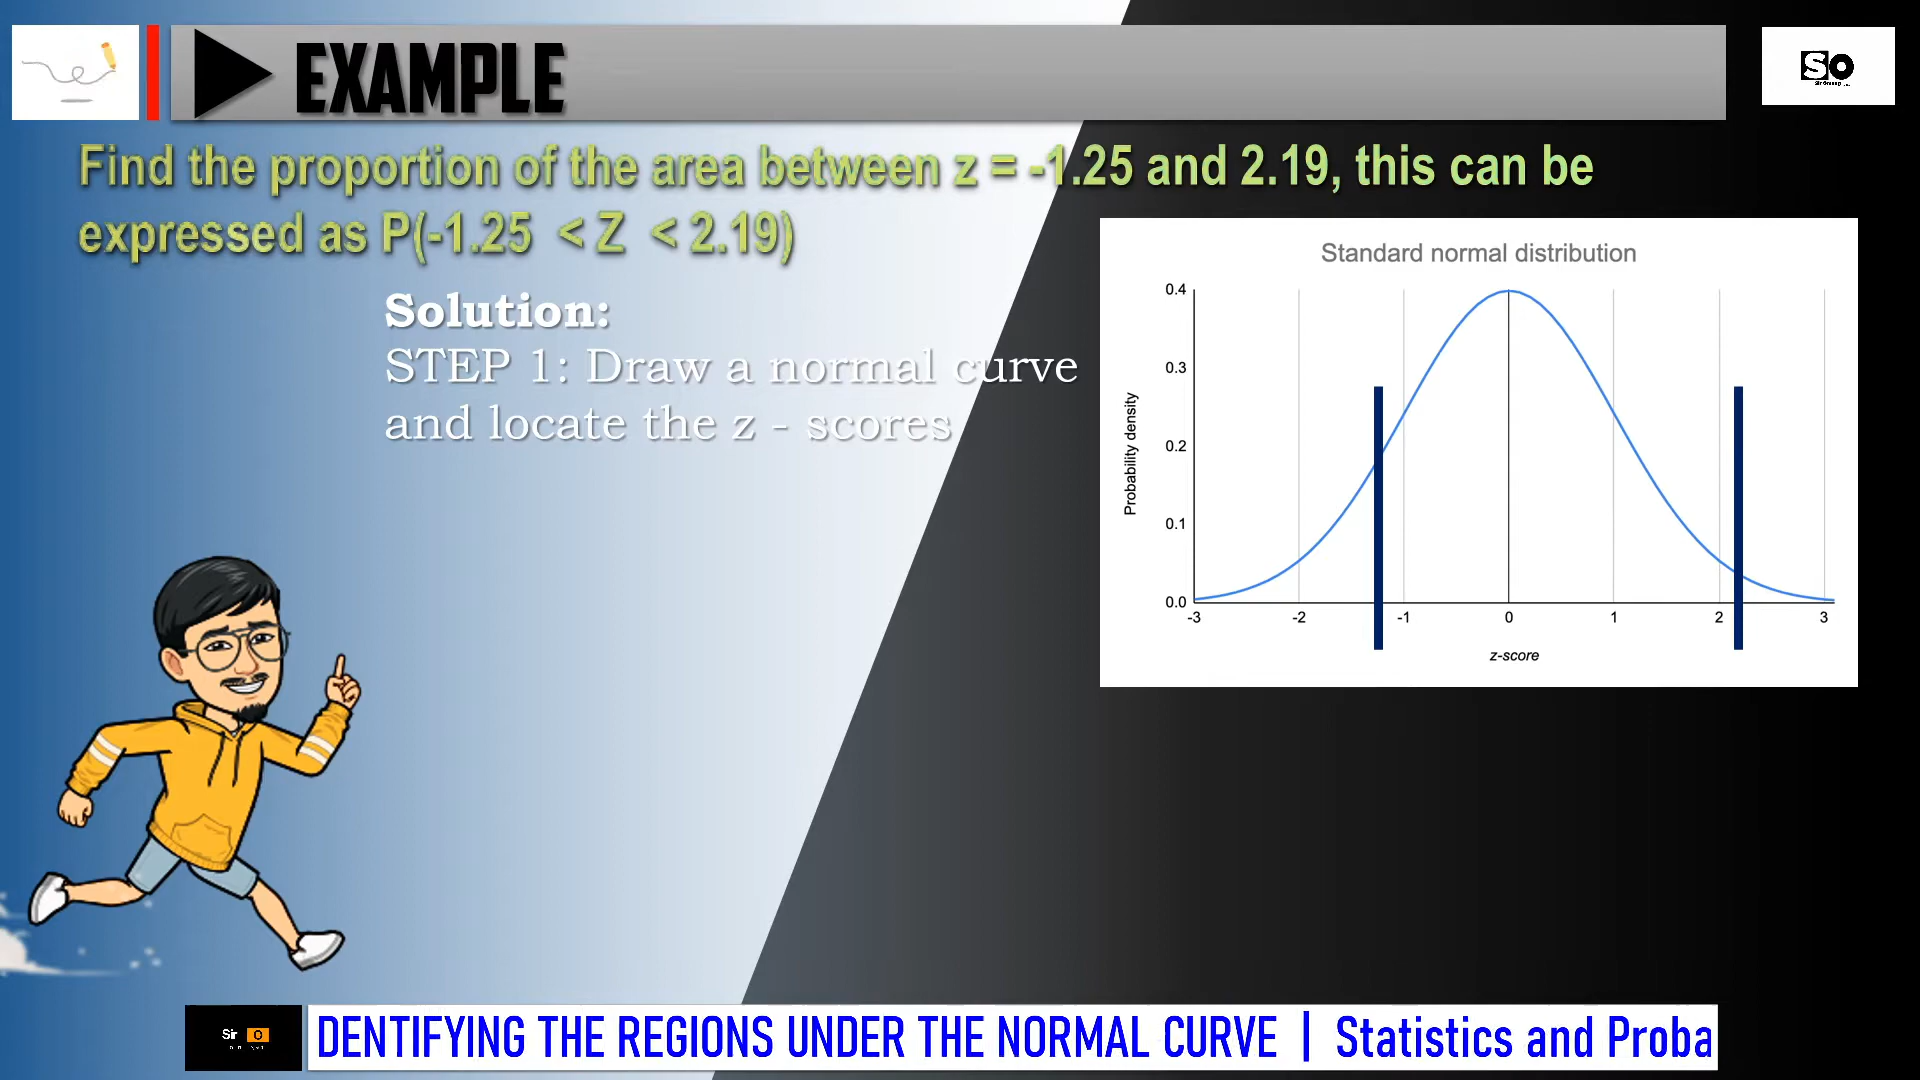 EXAMPLE
SO
Find the proportion of the area between z = -1.25 and 2.19, this can be
expressed as P(-1.25 < Z < 2.19)
Solution:
STEP 1: Draw a normal curve
and locate the z - scores
Standard normal distribution
0.4
0.3
0.2
0.1
0.0
Probability density
-3 -2 -1 0 1 2 3
z-score
Sir O
DENTIFYING THE REGIONS UNDER THE NORMAL CURVE | Statistics and Proba